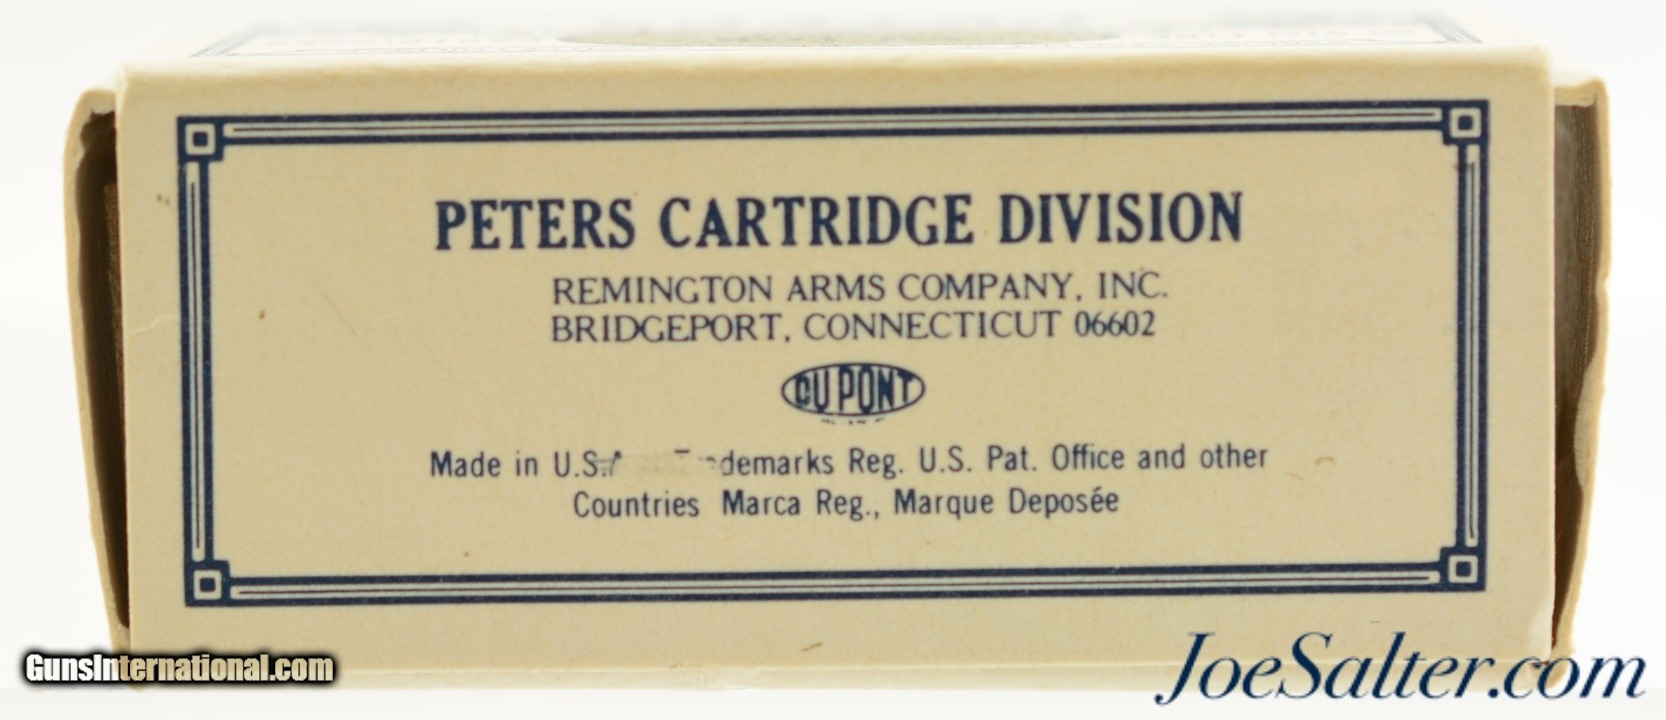 PETERS CARTRIDGE DIVISION
REMINGTON ARMS COMPANY, INC.
BRIDGEPORT, CONNECTICUT 06602
DU PONT
Made in U.S. Reg. U.S. Pat. Office and other
Countries Marca Reg., Marque Deposée
GunsInternational.com
JoeSalter.com